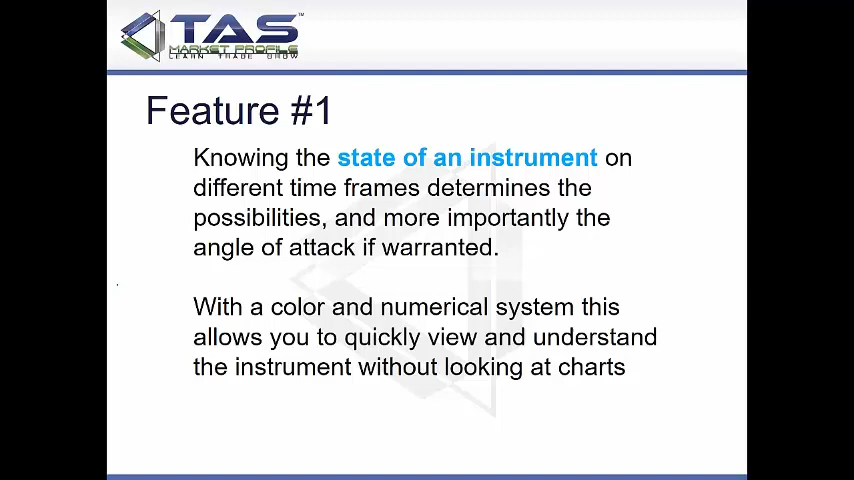 TAS™
MARKET PROFILE
LEARN TRADE GROW
Feature #1
Knowing the state of an instrument on
different time frames determines the
possibilities, and more importantly the
angle of attack if warranted.
With a color and numerical system this
allows you to quickly view and understand
the instrument without looking at charts